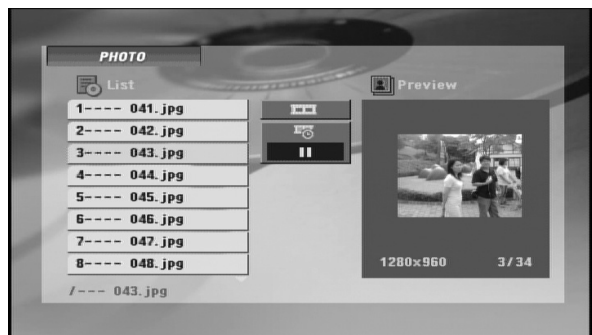 PHOTO
List
Preview
1---- 041.jpg
2---- 042.jpg
3---- 043.jpg
4---- 044.jpg
5---- 045.jpg
6---- 046.jpg
7---- 047.jpg
8---- 048.jpg
1280x960 3/34
/--- 043.jpg